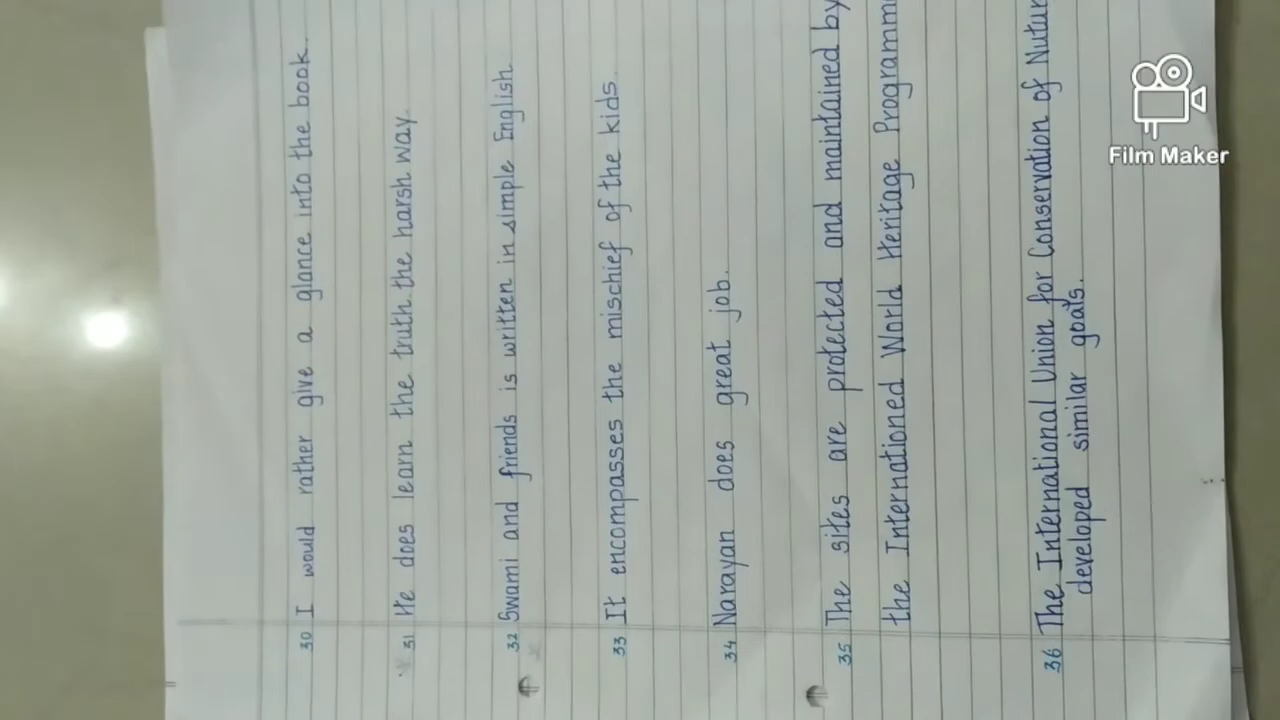 30 I would rather give a glance into the book.
31 He does learn the truth the harsh way.
32 Swami and friends is written in simple English.
33 It encompasses the mischief of the kids.
34 Narayan does great job.
35 The sites are protected and maintained by
the Internationed World Heritage Programm
36 The International Union for Conservation of Nutur
developed similar goats.
Film Maker